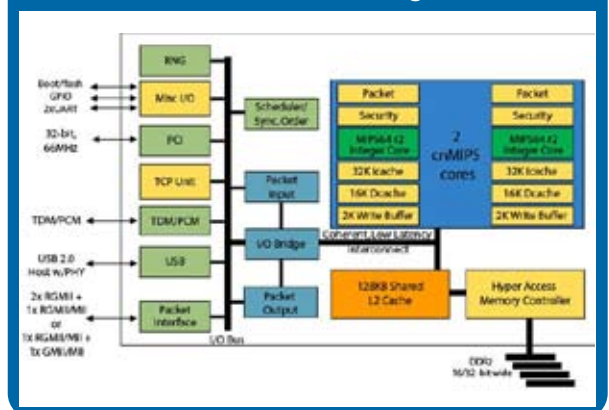 RNG
Boot/flash
GPIO
2xUART
Misc I/O
32-bit,
66MHz
PCI
TCP Unit
TDM/PCM
TDM/PCM
USB 2.0
Host w/PHY
USB
2x RGMII +
1x RGMII/MII
or
1x RGMII/MII +
1x GMII/MII
Packet
Interface
I/O Bus
Scheduler/
Sync. Order
Packet
Input
I/O Bridge
Packet
Output
Coherent, Low Latency
Interconnect
Packet
Security
MIPS64 r2
Integer Core
32K Icache
16K Dcache
2K Write Buffer
2
cnMIPS
cores
Packet
Security
MIPS64 r2
Integer Core
32K Icache
16K Dcache
2K Write Buffer
128KB Shared
L2 Cache
Hyper Access
Memory Controller
16/32-bit wide